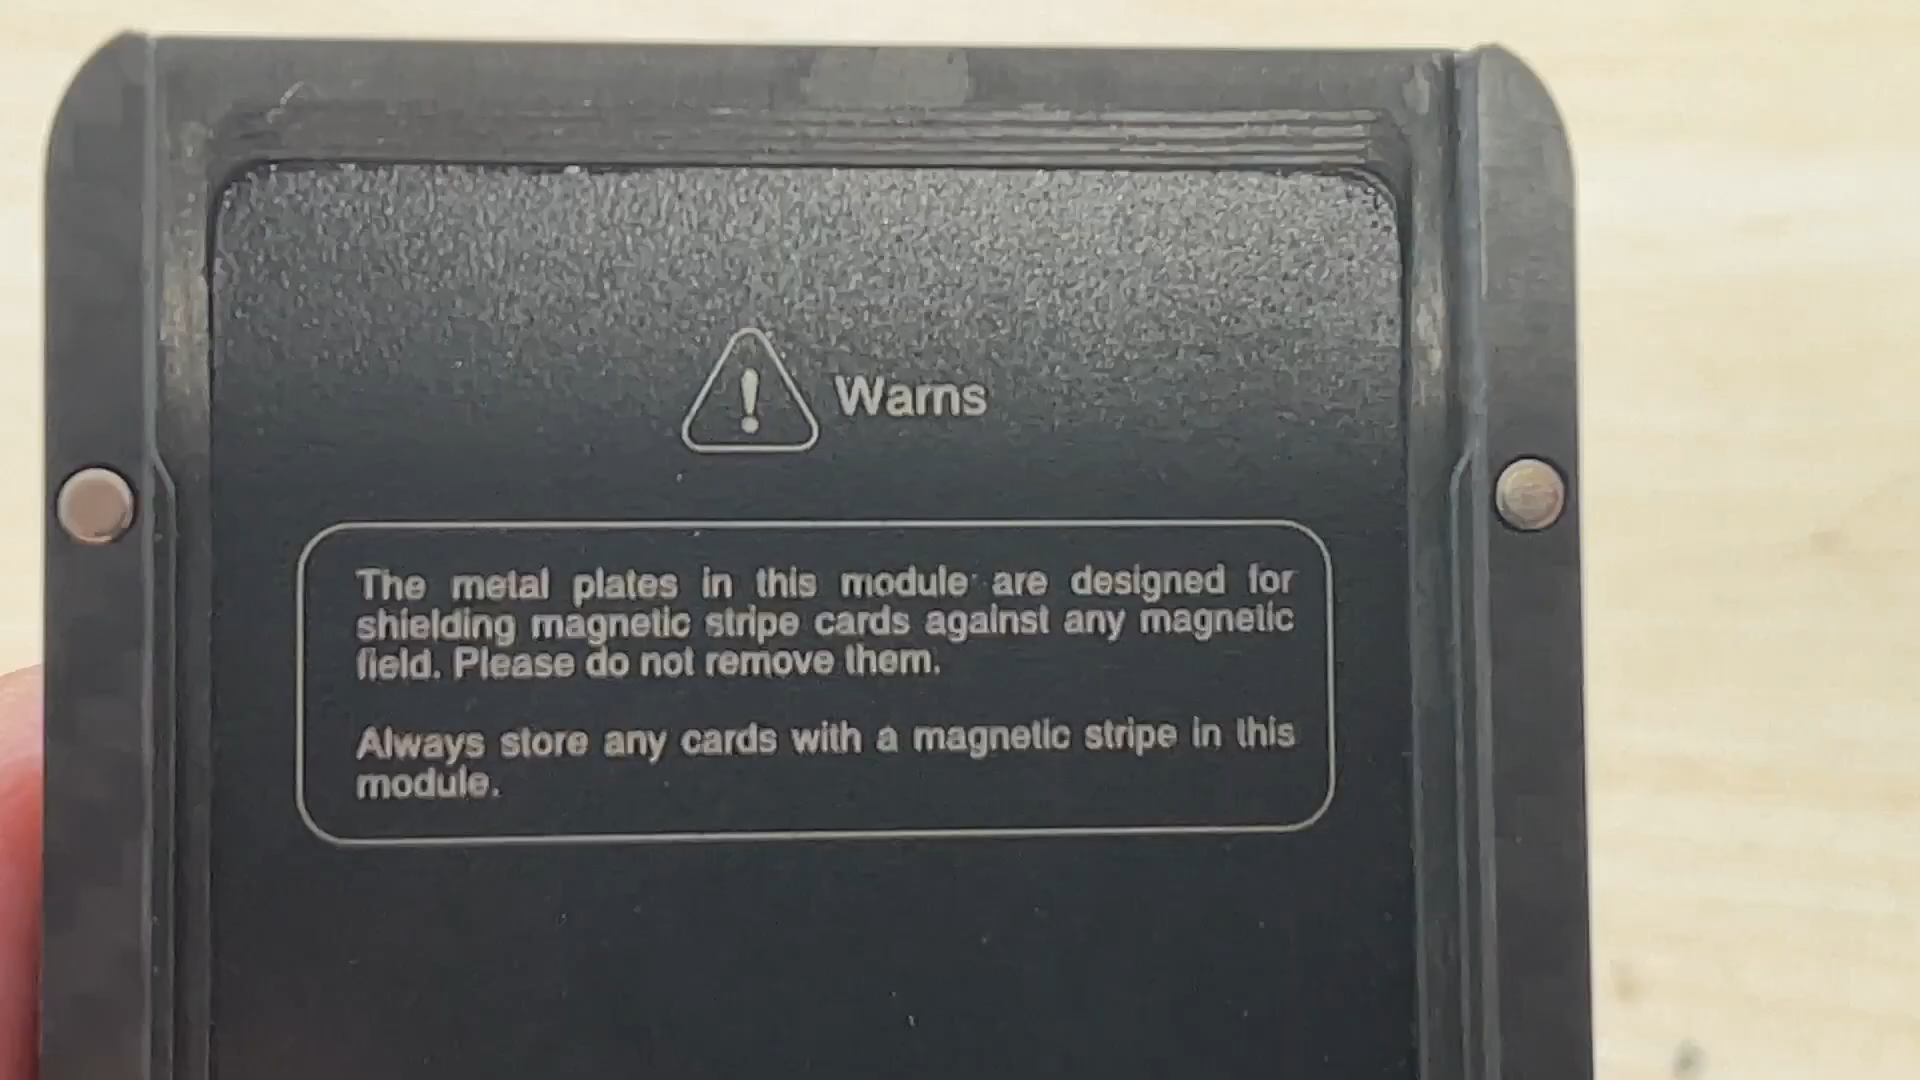 Warns
The metal plates in this module are designed for
shielding magnetic stripe cards against any magnetic
field. Please do not remove them.
Always store any cards with a magnetic stripe in this
module.